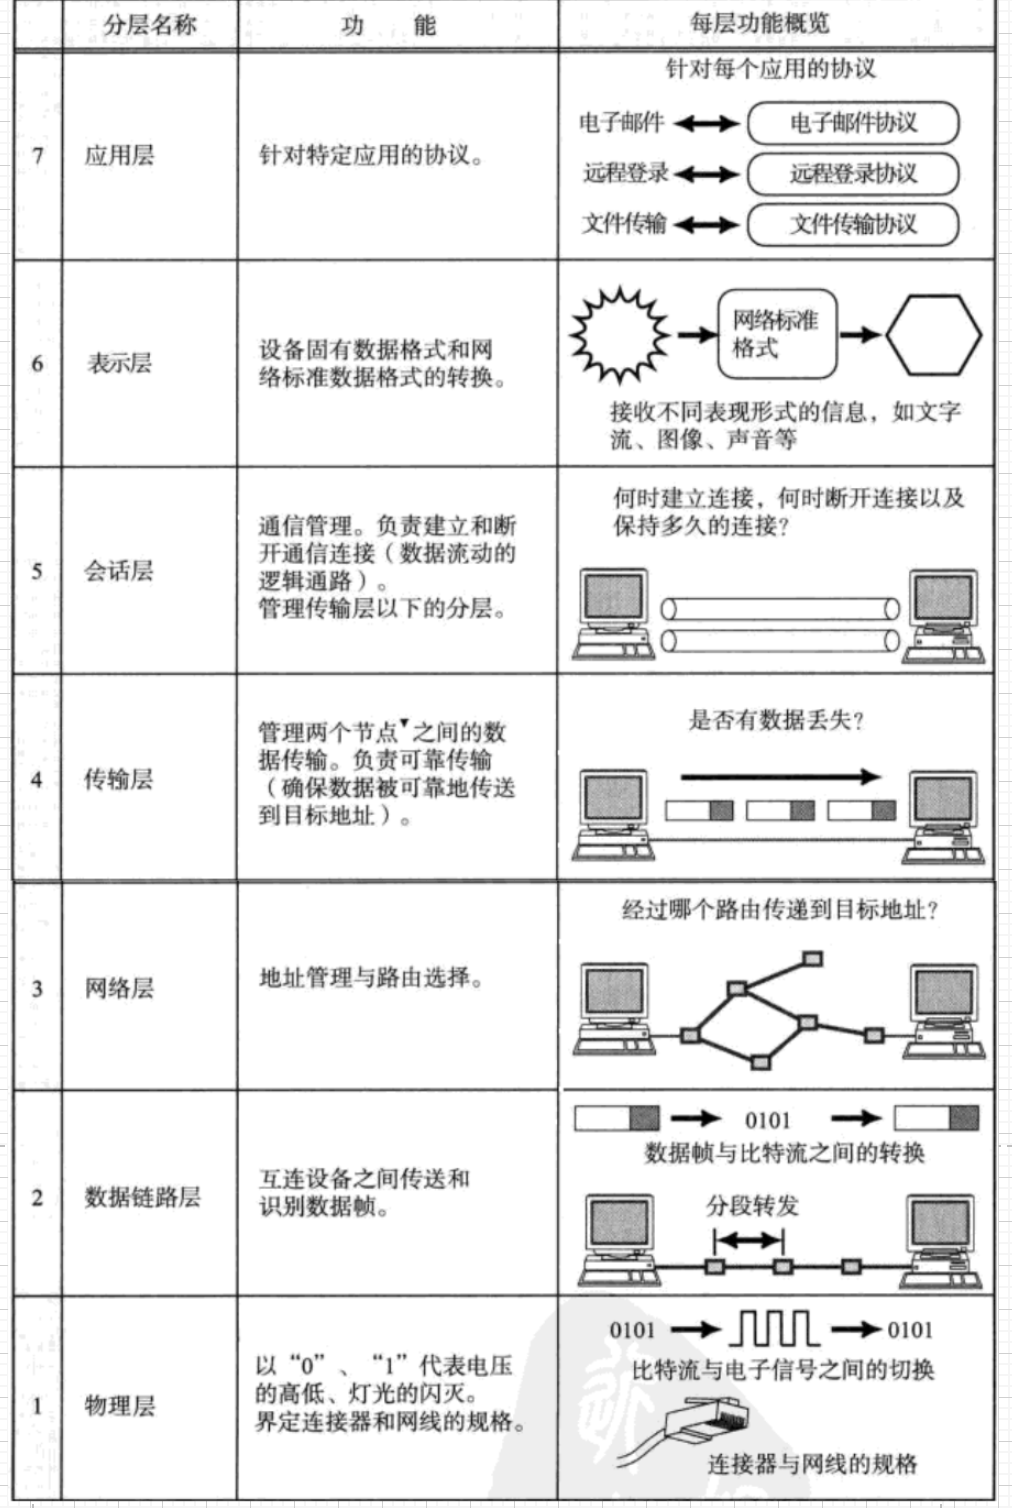 分层名称
功 能
每层功能概览
7
应用层
针对特定应用的协议。
针对每个应用的协议
电子邮件
电子邮件协议
远程登录
远程登录协议
文件传输
文件传输协议
6
表示层
设备固有数据格式和网
络标准数据格式的转换。
网络标准
格式
接收不同表现形式的信息，如文字
流、图像、声音等
5
会话层
通信管理。负责建立和断
开通信连接（数据流动的
逻辑通路）。
管理传输层以下的分层。
何时建立连接，何时断开连接以及
保持多久的连接？
4
传输层
管理两个节点▼之间的数
据传输。负责可靠传输
（确保数据被可靠地传送
到目标地址）。
是否有数据丢失？
3
网络层
地址管理与路由选择。
经过哪个路由传递到目标地址？
2
数据链路层
互连设备之间传送和
识别数据帧。
0101
数据帧与比特流之间的转换
分段转发
1
物理层
以“0”、“1”代表电压
的高低、灯光的闪灭。
界定连接器和网线的规格。
0101
0101
比特流与电子信号之间的切换
连接器与网线的规格